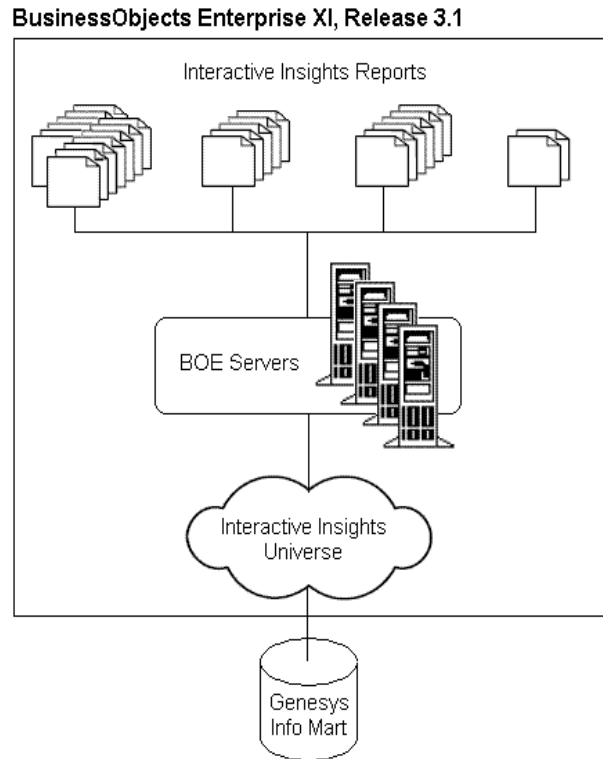 BusinessObjects Enterprise XI, Release 3.1
Interactive Insights Reports
BOE Servers
Interactive Insights
Universe
Genesys
Info Mart